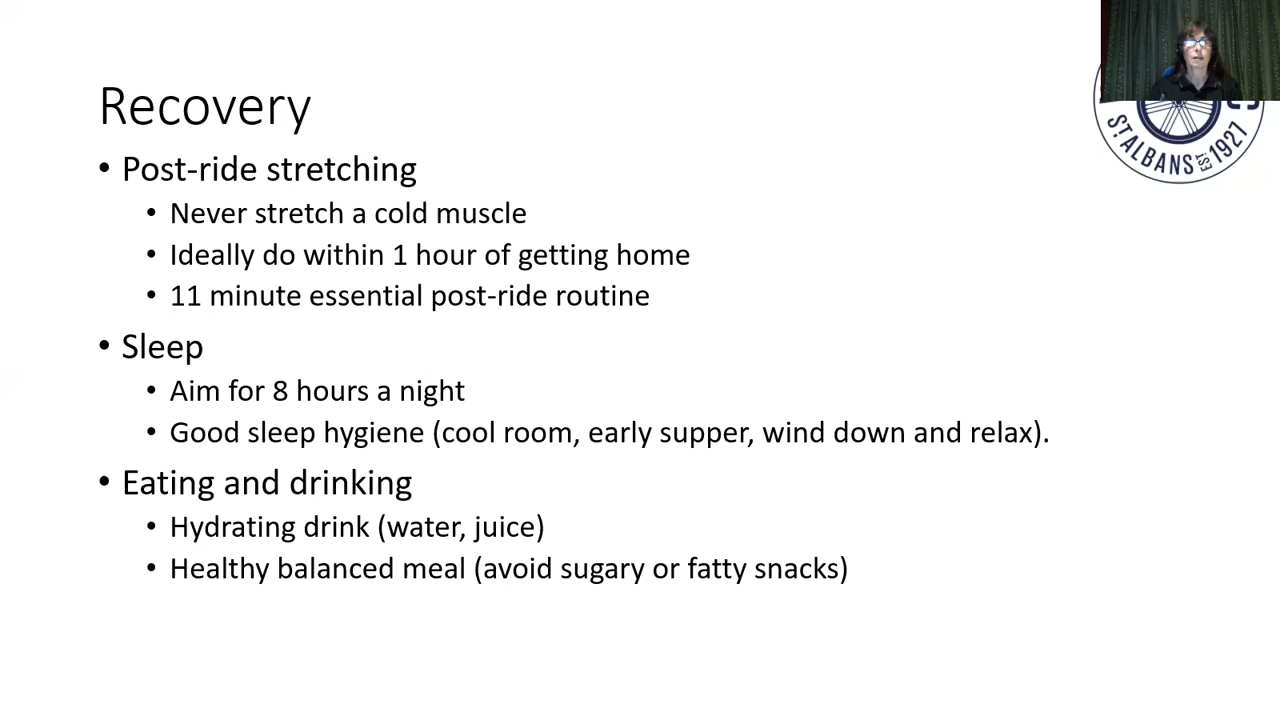 Recovery
• Post-ride stretching
• Never stretch a cold muscle
• Ideally do within 1 hour of getting home
• 11 minute essential post-ride routine
• Sleep
• Aim for 8 hours a night
• Good sleep hygiene (cool room, early supper, wind down and relax).
• Eating and drinking
• Hydrating drink (water, juice)
• Healthy balanced meal (avoid sugary or fatty snacks)
ST. ALBANS EST. 1927